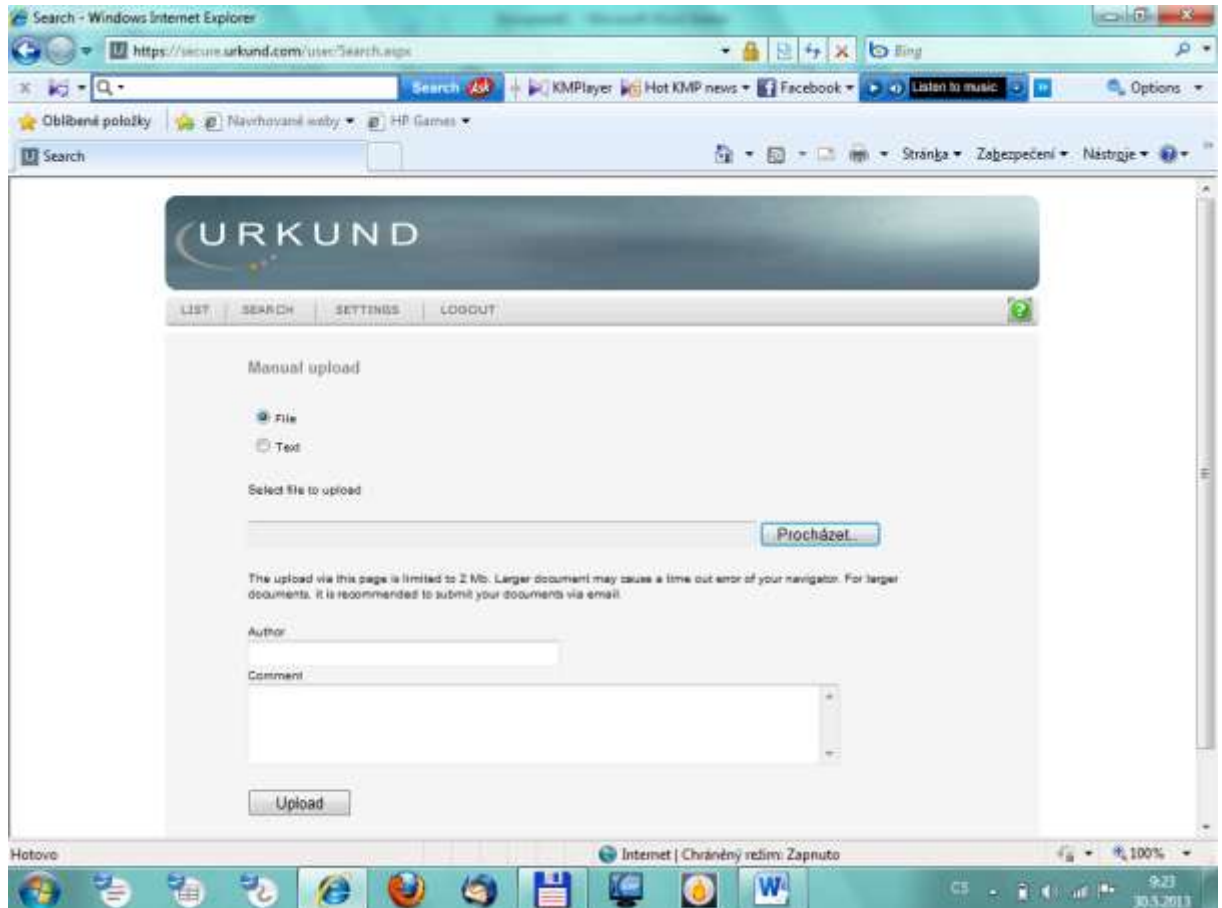 Search - Windows Internet Explorer
https://secure.urkund.com/user/Search.aspx
Bing
Search Ask KMPlayer Hot KMP news Facebook Listen to music Options
Oblíbené položky Navrhované weby HP Games
Search Stránka Zabezpečení Nástroje
URKUND
LIST SEARCH SETTINGS LOGOUT
Manual upload
File
Text
Select file to upload
Procházet...
The upload via this page is limited to 2 Mb. Larger document may cause a time out error of your navigator. For larger
documents, it is recommended to submit your documents via email.
Author
Comment
Upload
Hotovo Internet | Chráněný režim: Zapnuto 100%
CS 9:23
30.5.2013